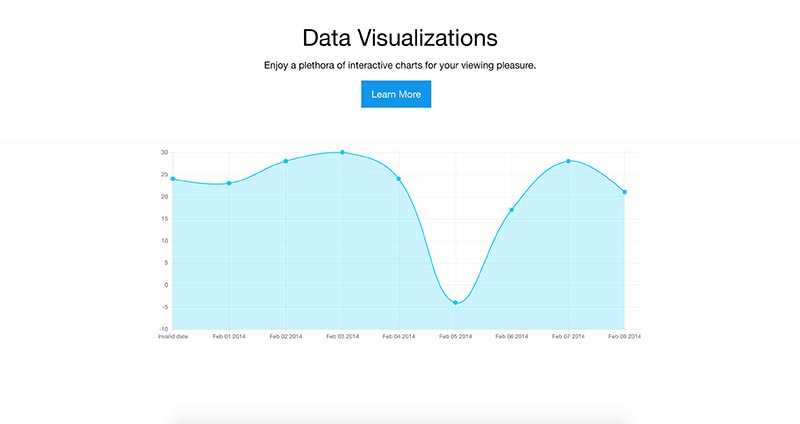 Data Visualizations
Enjoy a plethora of interactive charts for your viewing pleasure.
Learn More
30
25
20
15
10
5
0
-5
-10
Invalid date Feb 01 2014 Feb 02 2014 Feb 03 2014 Feb 04 2014 Feb 05 2014 Feb 06 2014 Feb 07 2014 Feb 08 2014